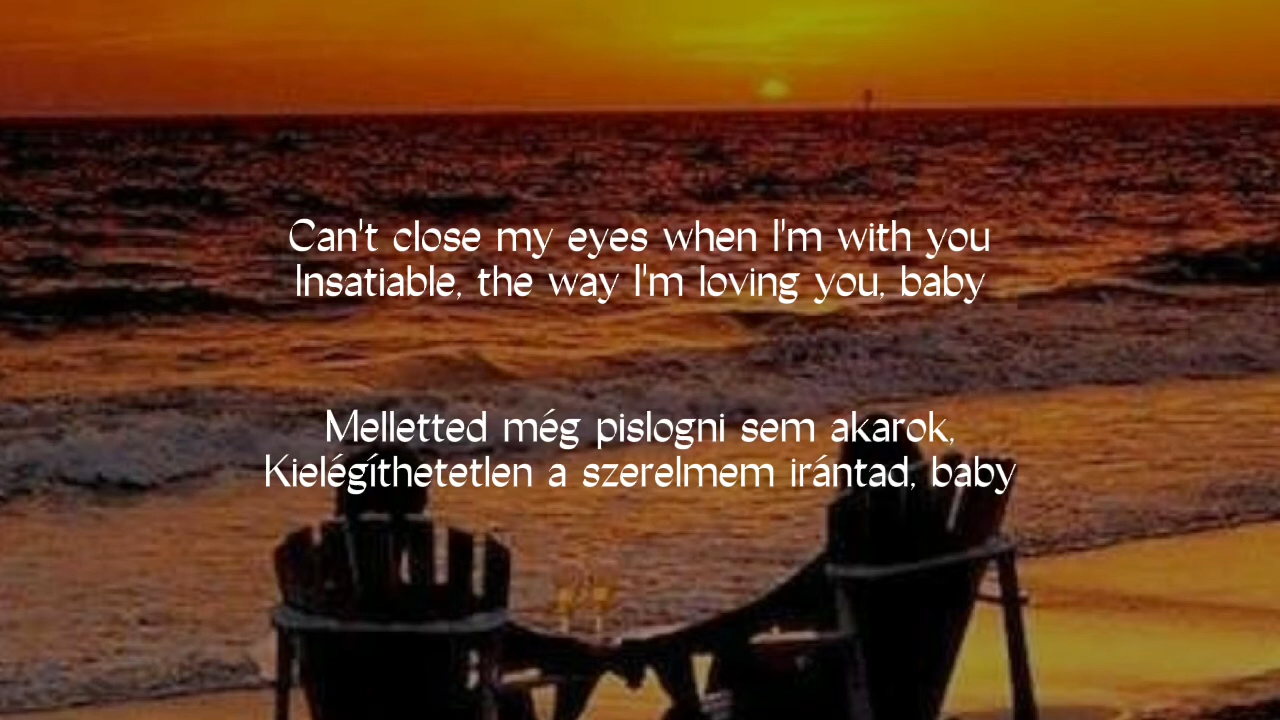 Can't close my eyes when I'm with you
Insatiable, the way I'm loving you, baby
Melletted még pislogni sem akarok,
Kielégíthetetlen a szerelmem irántad, baby